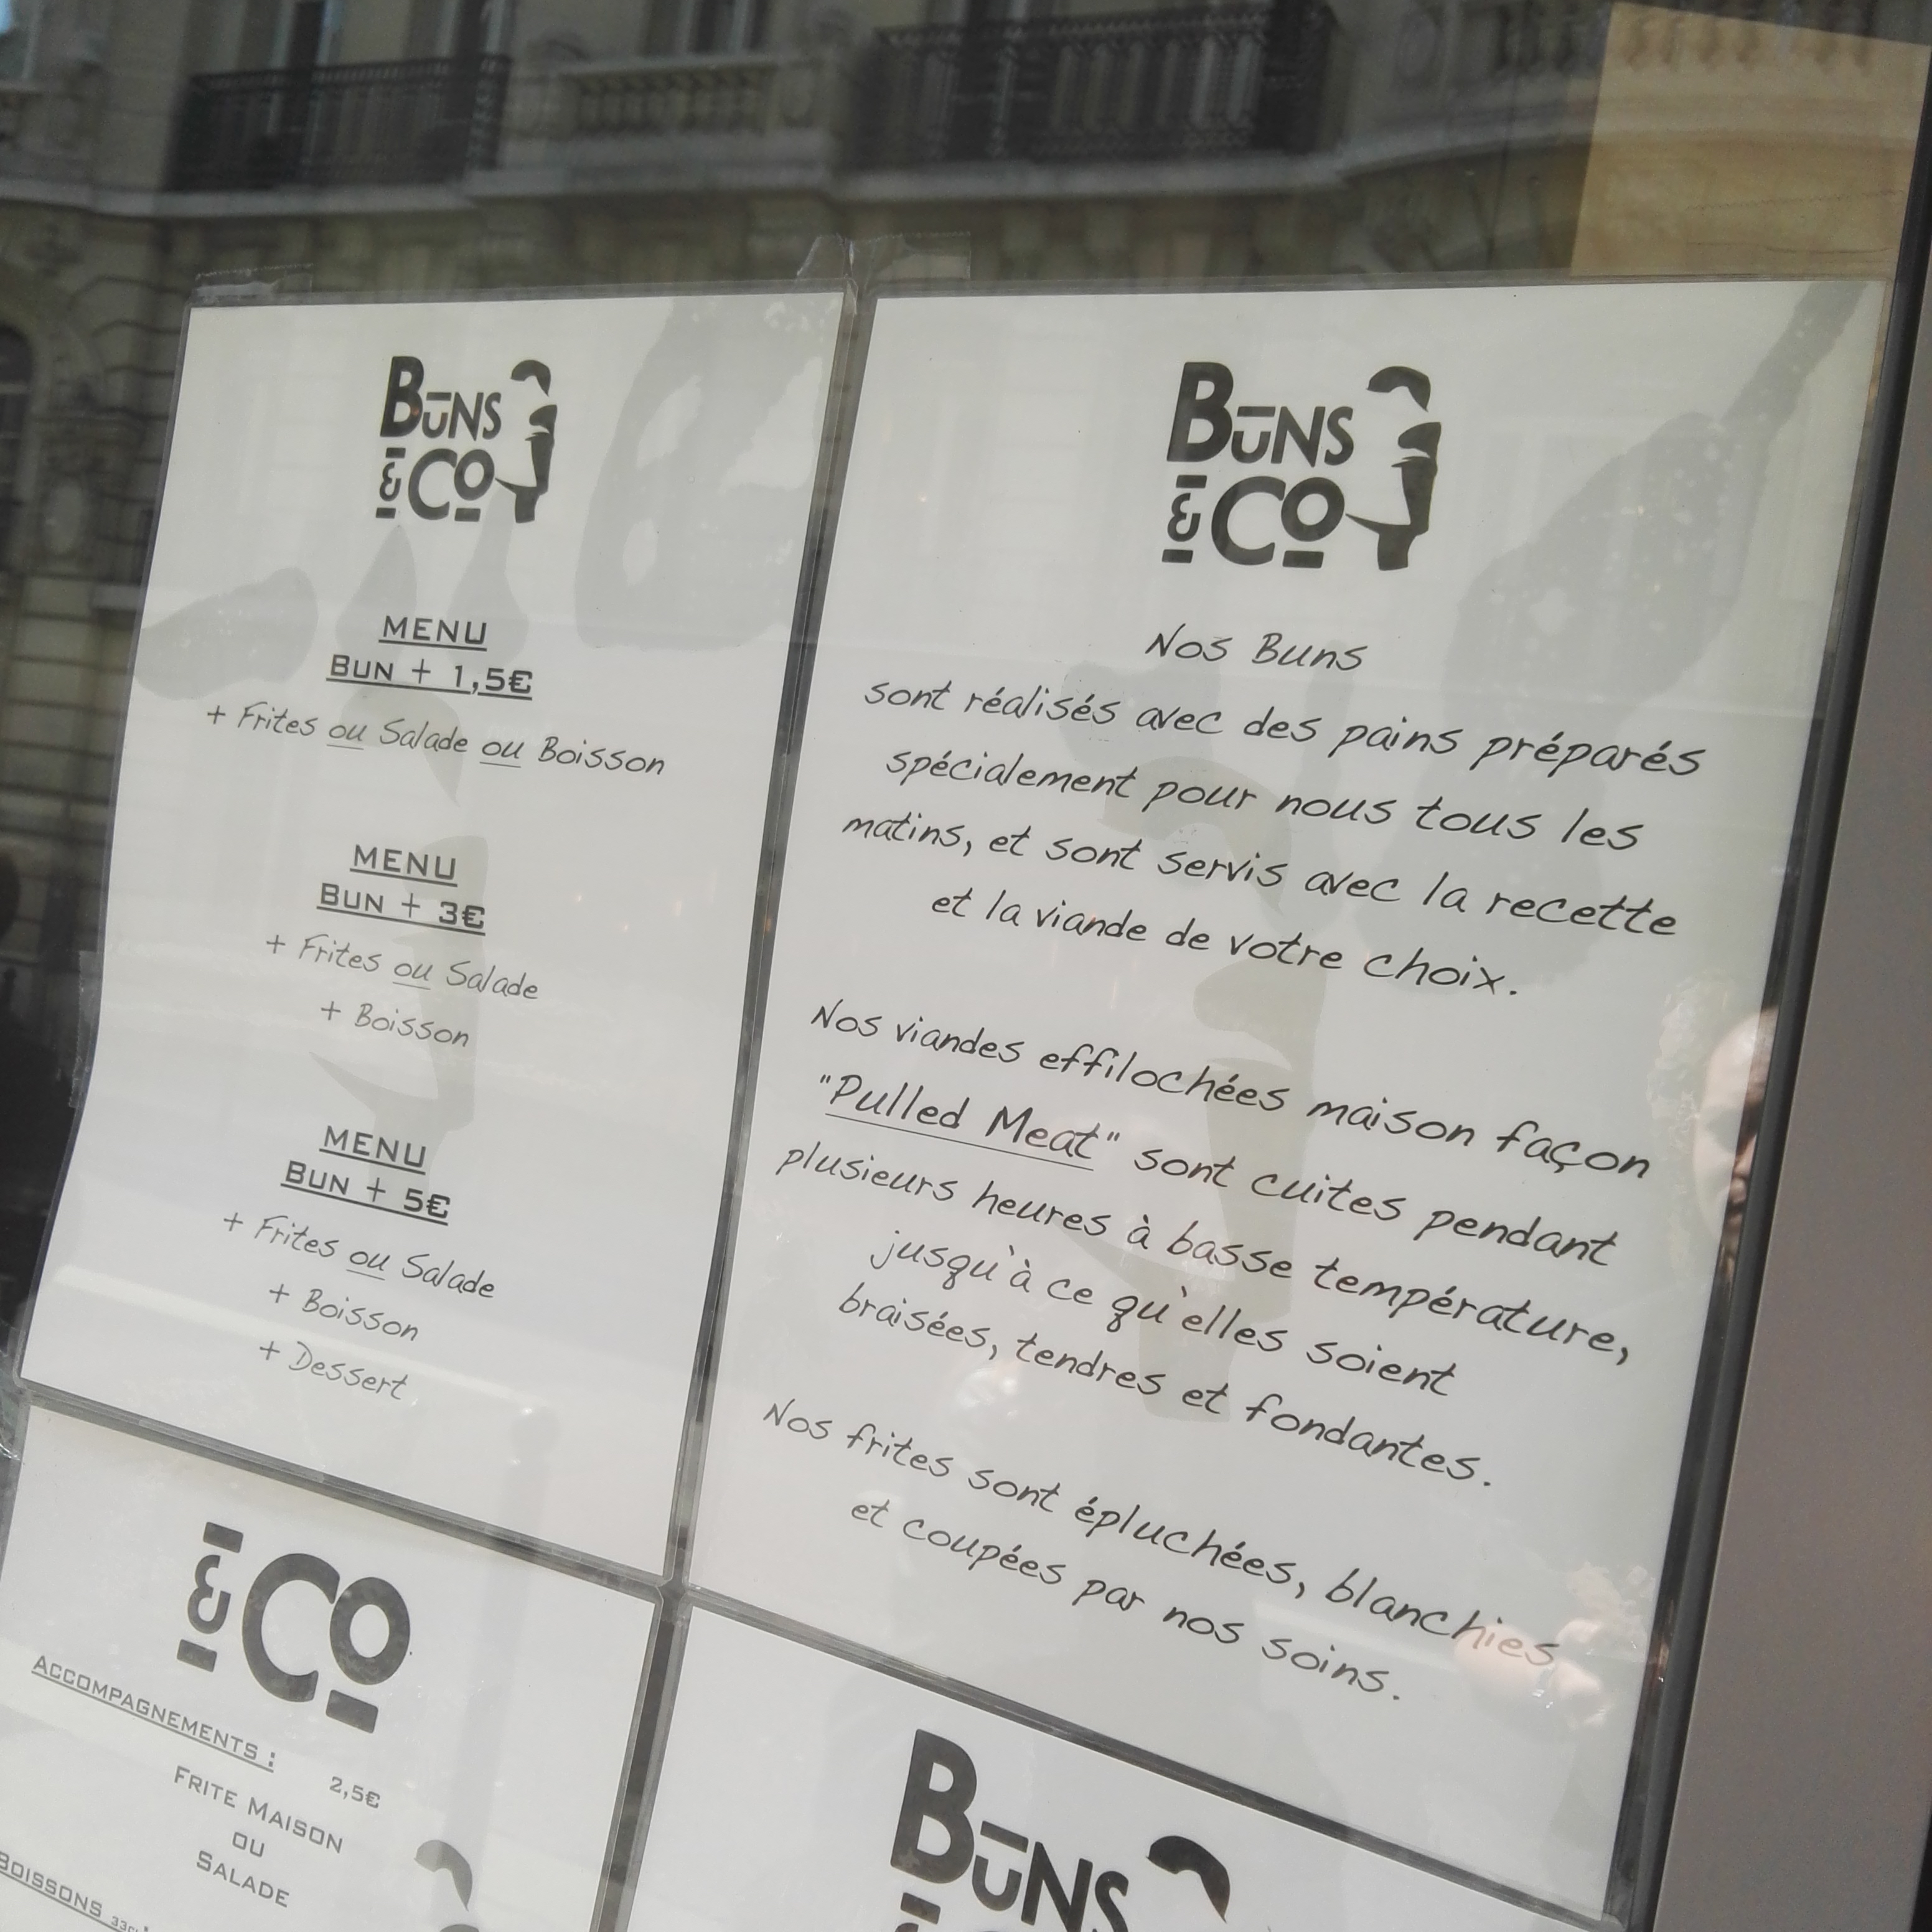 BUNS
& CO
MENU
BUN + 1,5€
+ Frites ou Salade ou Boisson
MENU
BUN + 3€
+ Frites ou Salade
+ Boisson
MENU
BUN + 5€
+ Frites ou Salade
+ Boisson
+ Dessert
BUNS
& CO
Nos Buns
sont réalisés avec des pains préparés
spécialement pour nous tous les
matins, et sont servis avec la recette
et la viande de votre choix.
Nos viandes effilochées maison façon
"Pulled Meat" sont cuites pendant
plusieurs heures à basse température,
jusqu'à ce qu'elles soient
braisées, tendres et fondantes.
Nos frites sont épluchées, blanchies
et coupées par nos soins.
& CO
ACCOMPAGNEMENTS :
2,5€
FRITE MAISON
OU
SALADE
BOISSONS
BUNS